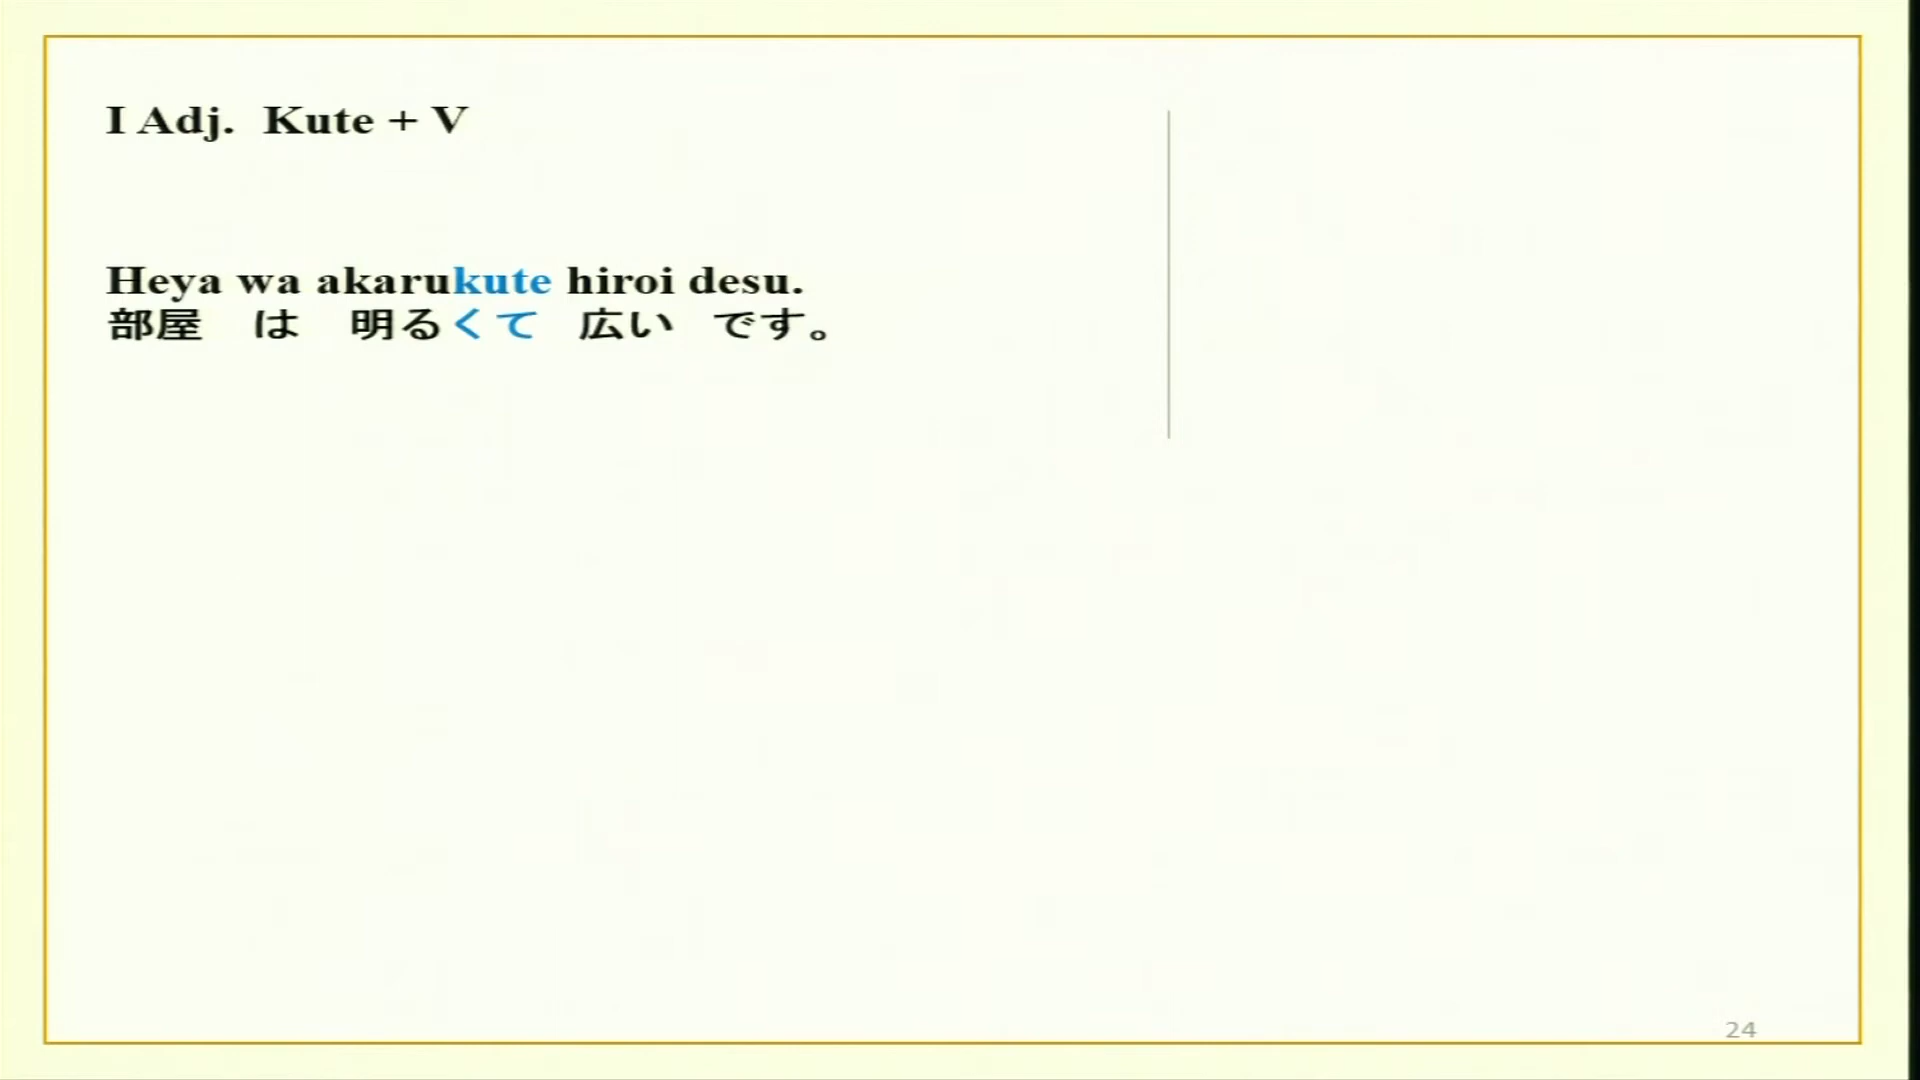 I Adj. Kute + V
Heya wa akarukute hiroi desu.
部屋 は 明るくて 広い です。
24